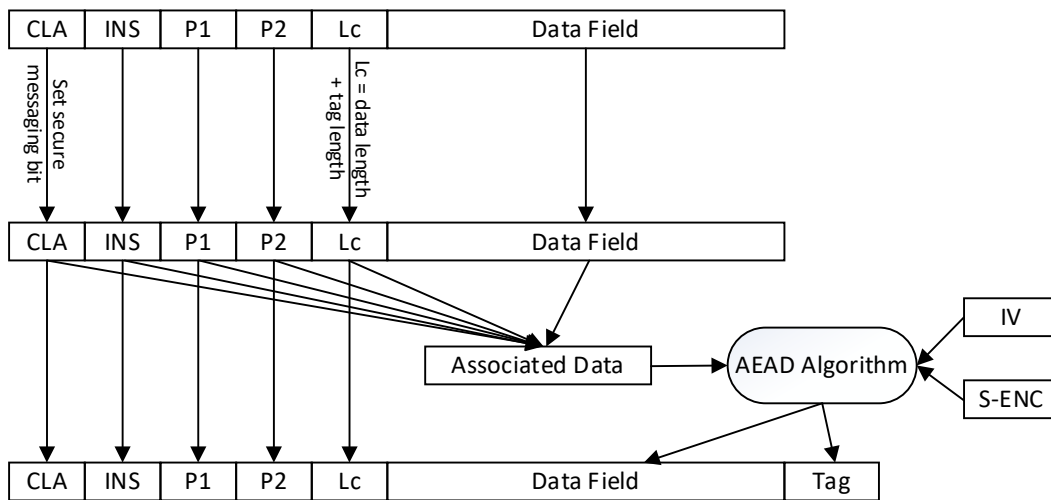 CLA INS P1 P2 Lc Data Field
Set secure
messaging bit
Lc = data length
+ tag length
CLA INS P1 P2 Lc Data Field
IV
Associated Data
AEAD Algorithm
S-ENC
CLA INS P1 P2 Lc Data Field Tag